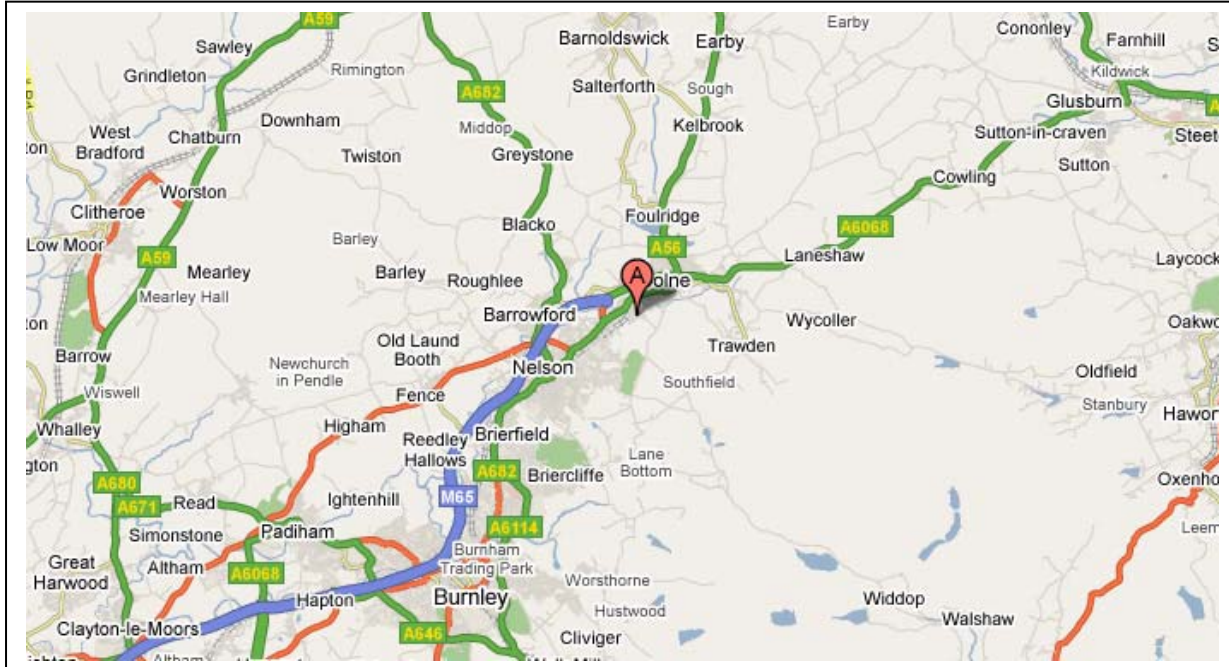 A59
Sawley
Grindleton
Rimington
A682
Barnoldswick
Earby
Earby
Cononley
Farnhill
Kildwick
Salterforth
Sough
Glusburn
West
Bradford
Chatburn
Downham
Middop
Kelbrook
Sutton-in-craven
Twiston
Greystone
Sutton
Worston
Cowling
Clitheroe
Blacko
Foulridge
A6068
Low Moor
Barley
A56
Laneshaw
A59
Mearley
Barley
Roughlee
A
Mearley Hall
Barrowford
Wycoller
Old Laund
Booth
Trawden
Barrow
Newchurch
in Pendle
Nelson
Southfield
Oldfield
Wiswell
Fence
Stanbury
Whalley
Higham
Reedley
Hallows
Brierfield
Lane
Bottom
A680
A682
Briercliffe
A671
Read
Ightenhill
M65
Simonstone
Padiham
A6114
Great
Harwood
Altham
A6068
Burnham
Trading Park
Worsthorne
Hapton
Burnley
Hustwood
Widdop
Walshaw
Clayton-le-Moors
A646
Cliviger
Altham